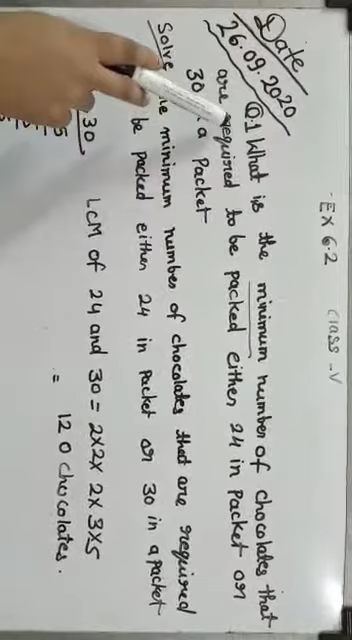 EX 6.2 Class -V
Date
26.09.2020
Q.1 What is the minimum number of chocolates that
are required to be packed either 24 in packet or
30 a Packet
Solve minimum number of chocolates that are required
be packed either 24 in packet or 30 in a packet
30 LCM of 24 and 30 = 2x2x 2x3x5
5 = 120 chocolates.